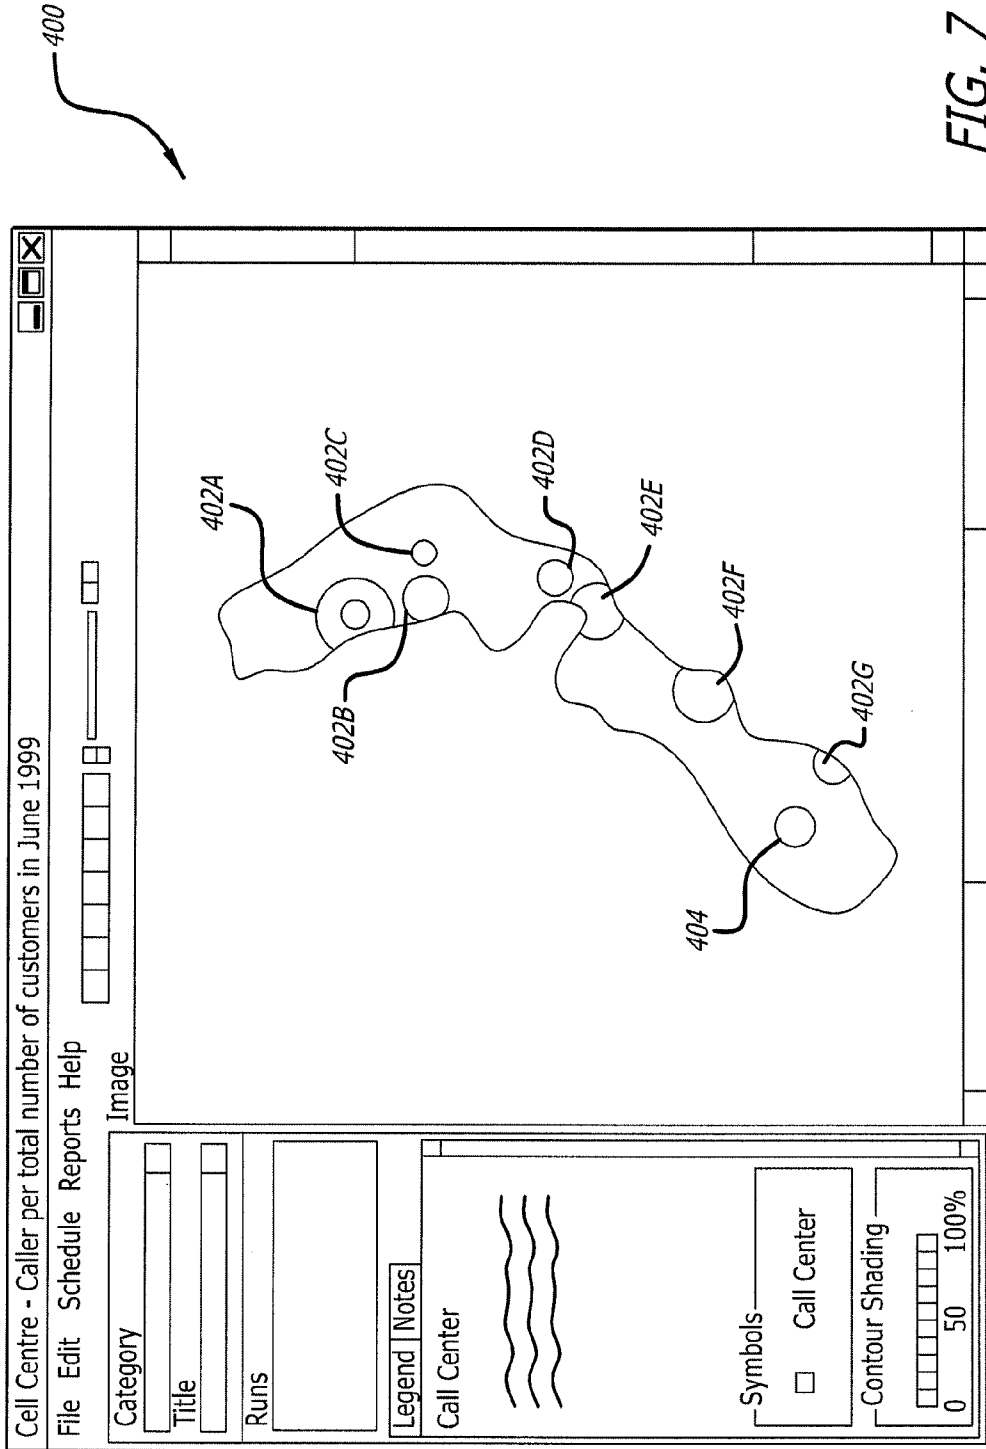 Cell Centre - Caller per total number of customers in June 1999
File Edit Schedule Reports Help
Category
Title
Runs
Legend Notes
Call Center
Symbols
Call Center
Contour Shading
0 50 100%
Image
402A
402B
402C
402D
402E
402F
402G
404
400
FIG. 7